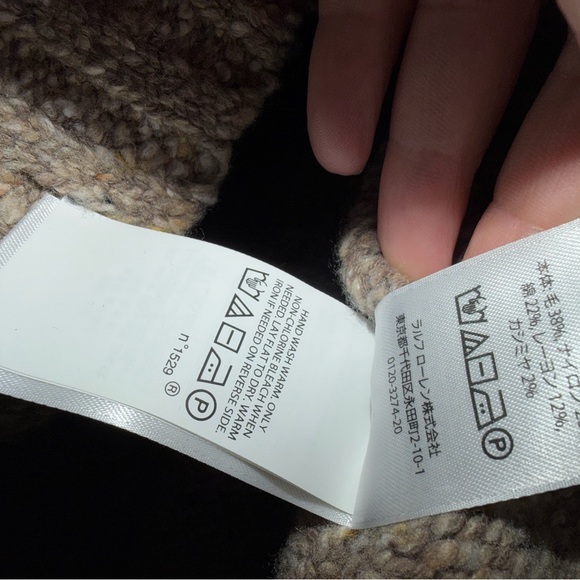 HAND WASH WARM. ONLY
NON-CHLORINE BLEACH WHEN
NEEDED. LAY FLAT TO DRY. WARM
IRON IF NEEDED ON REVERSE SIDE.
P
n° 1529 ®
本体 毛 38%, ナイロン
綿 22%, レーヨン 12%,
カシミヤ 2%
P
ラルフ ローレン株式会社
東京都千代田区永田町2-10-1
0120-3274-20